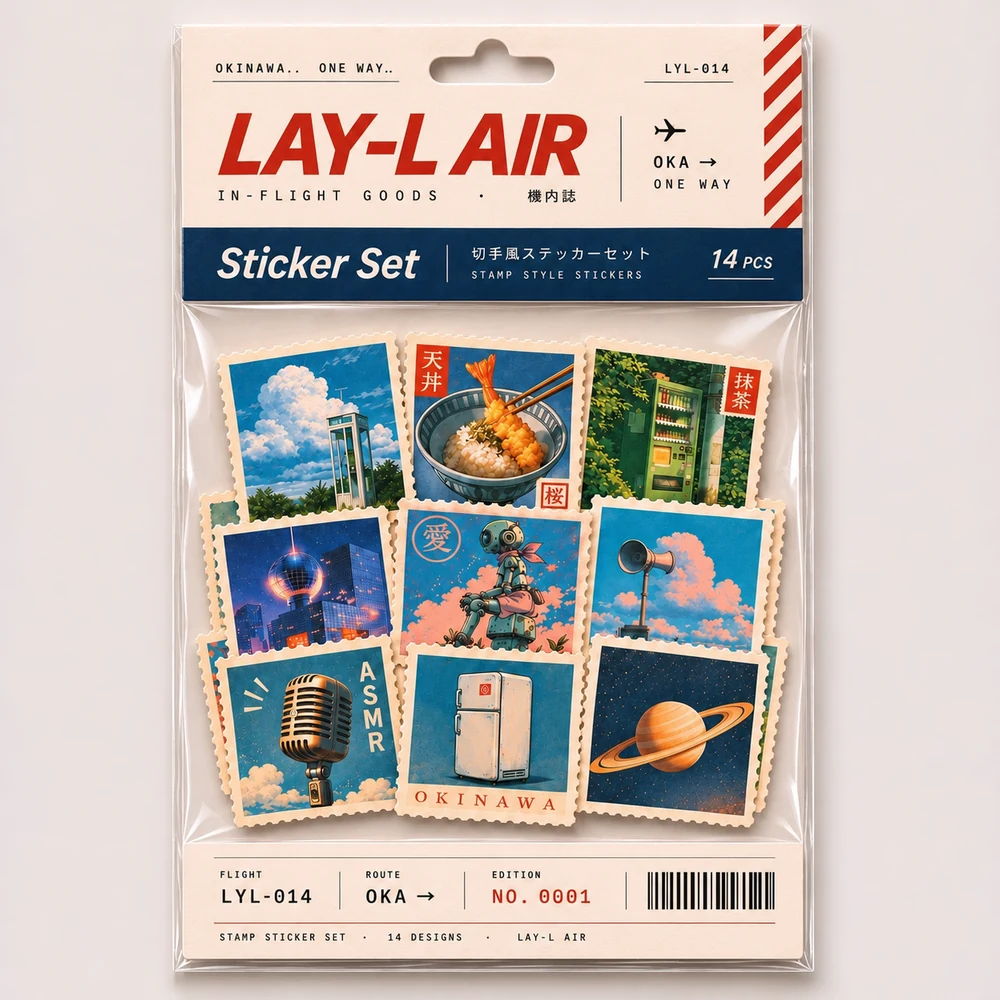 OKINAWA.. ONE WAY..
LYL-014
LAY-L AIR
IN-FLIGHT GOODS · 機内誌
OKA →
ONE WAY
Sticker Set
切手風ステッカーセット
STAMP STYLE STICKERS
14 PCS
天丼
桜
抹茶
愛
ASMR
OKINAWA
FLIGHT
LYL-014
ROUTE
OKA →
EDITION
NO. 0001
STAMP STICKER SET · 14 DESIGNS · LAY-L AIR